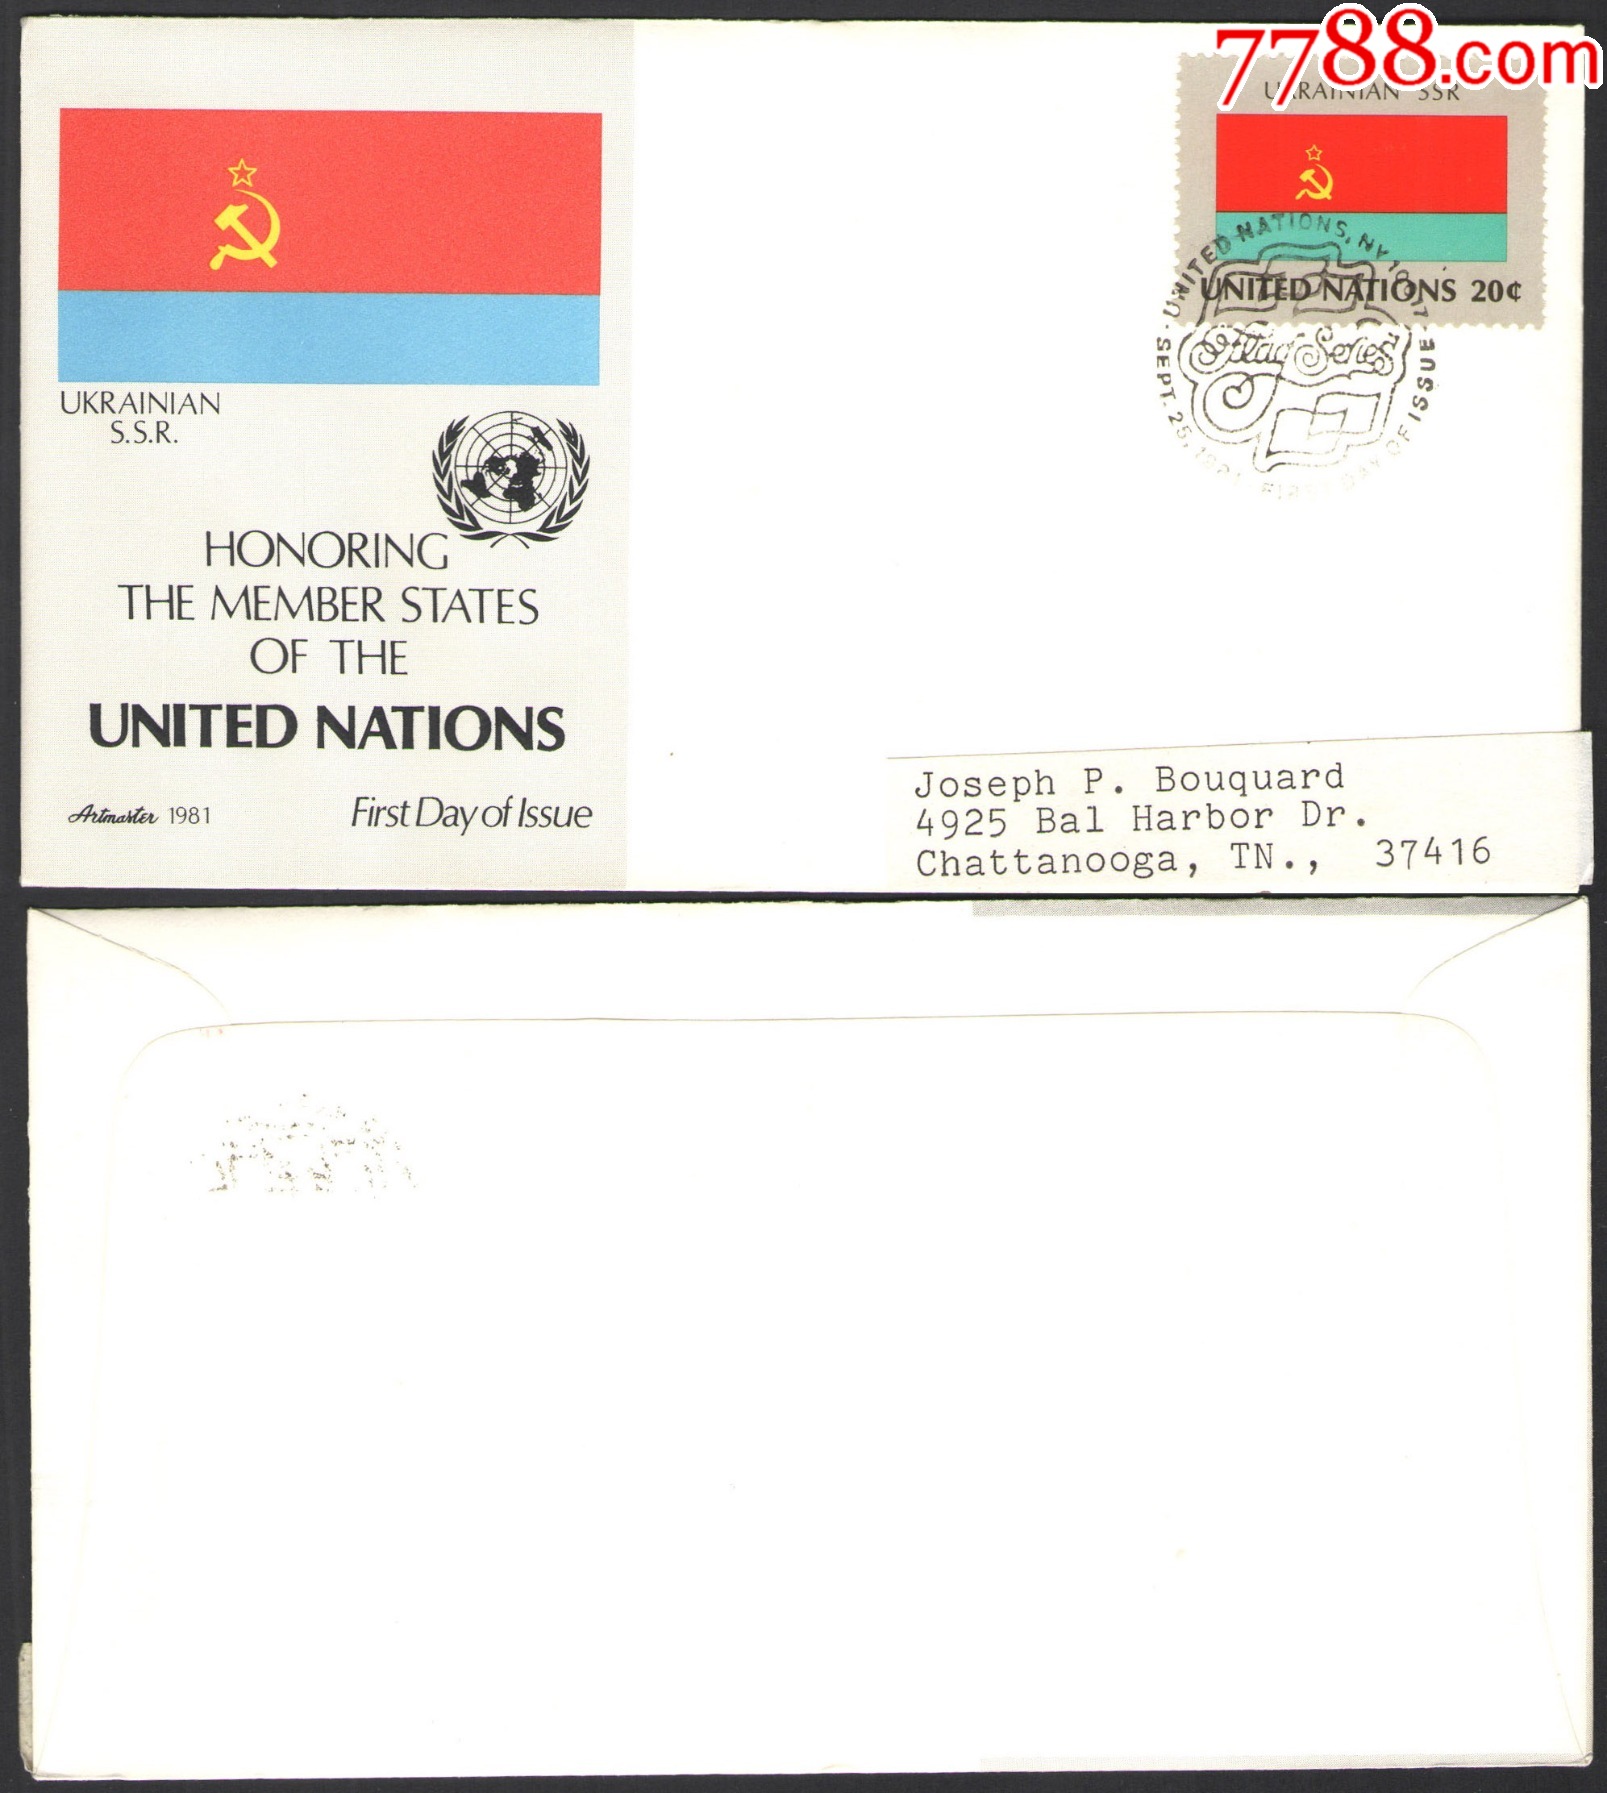 7788.com
UKRAINIAN SSR
UNITED NATIONS 20¢
UNITED NATIONS, NY 10017 - FIRST DAY OF ISSUE - SEPT. 25, 1981
Flag Series
UKRAINIAN
S.S.R.
HONORING
THE MEMBER STATES
OF THE
UNITED NATIONS
Artmaster 1981
First Day of Issue
Joseph P. Bouquard
4925 Bal Harbor Dr.
Chattanooga, TN., 37416